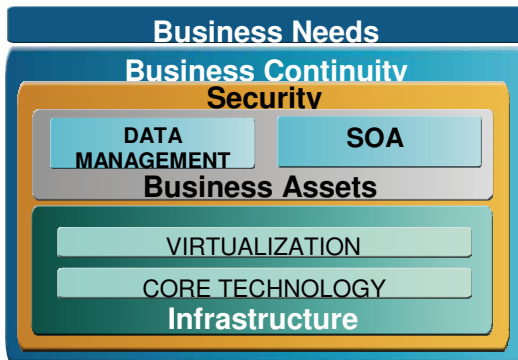 Business Needs
Business Continuity
Security
DATA
MANAGEMENT
SOA
Business Assets
VIRTUALIZATION
CORE TECHNOLOGY
Infrastructure